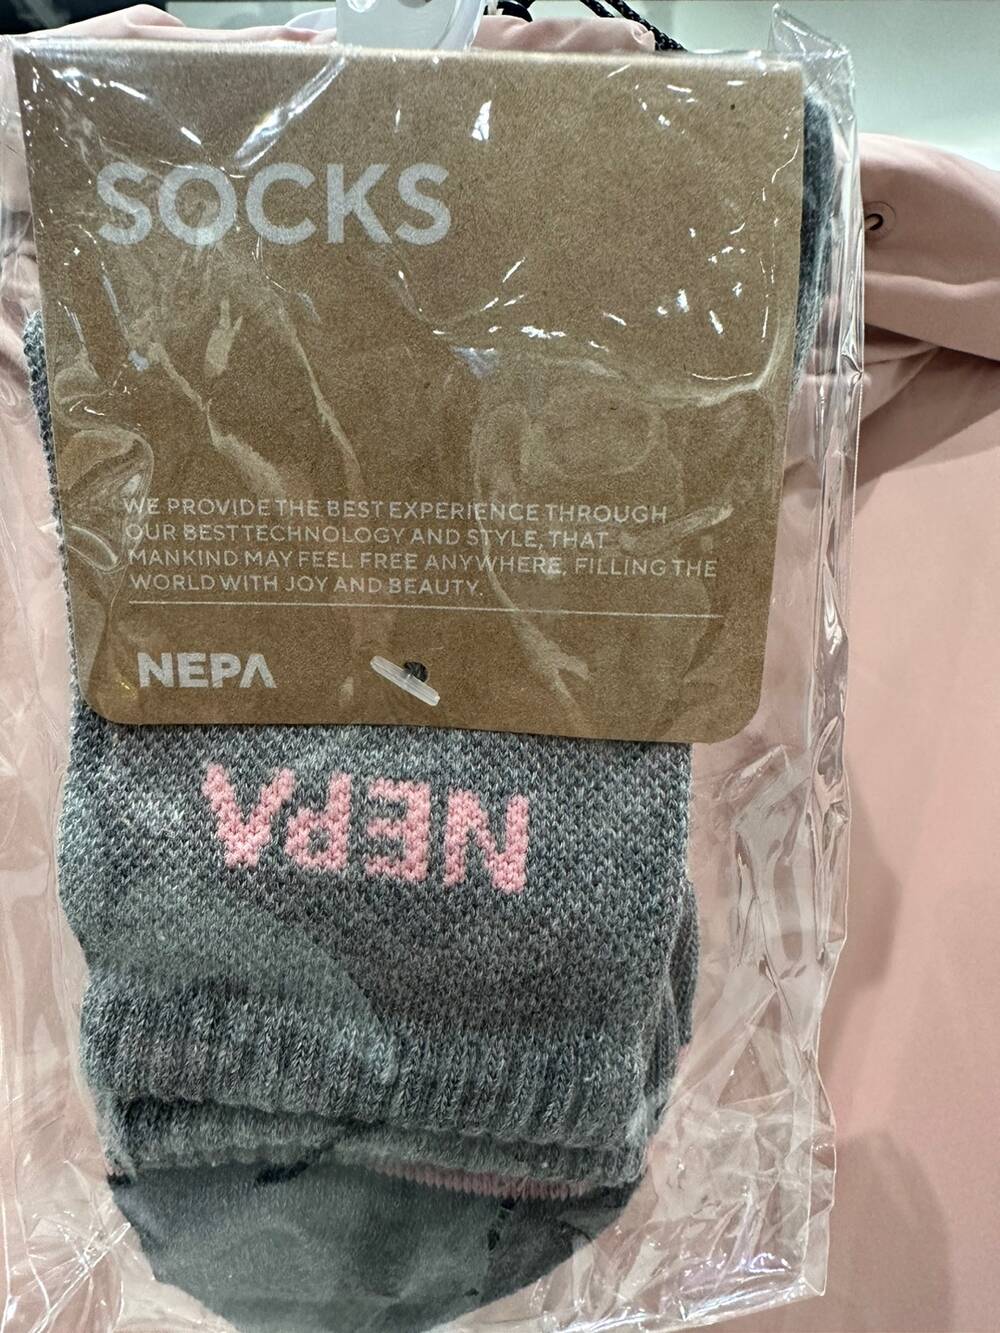 SOCKS
WE PROVIDE THE BEST EXPERIENCE THROUGH
OUR BEST TECHNOLOGY AND STYLE, THAT
MANKIND MAY FEEL FREE ANYWHERE, FILLING THE
WORLD WITH JOY AND BEAUTY.
NEPA
NEPA